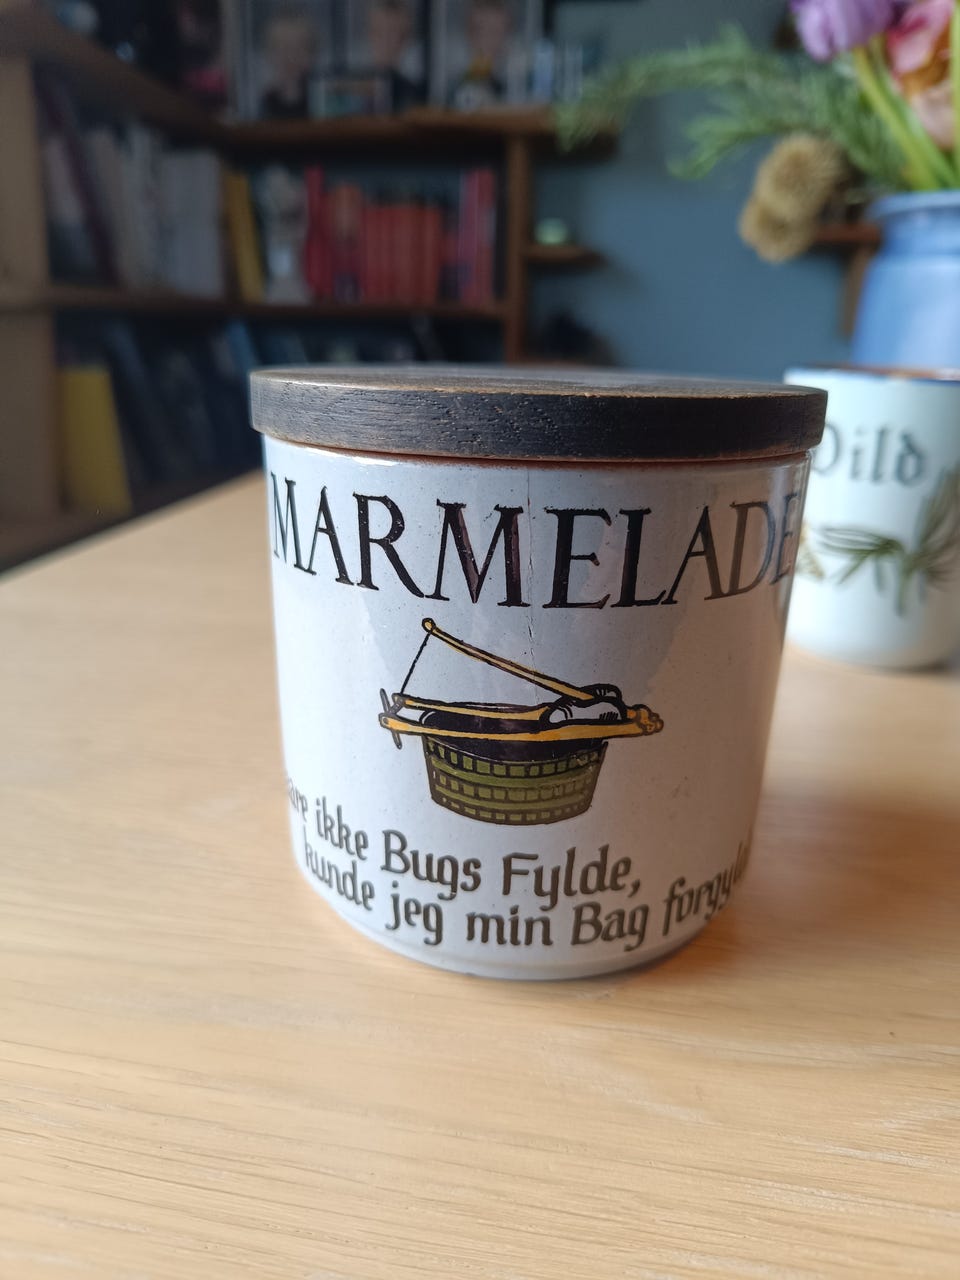 MARMELADE
ikke Bugs Fylde,
kunde jeg min Bag
Dild